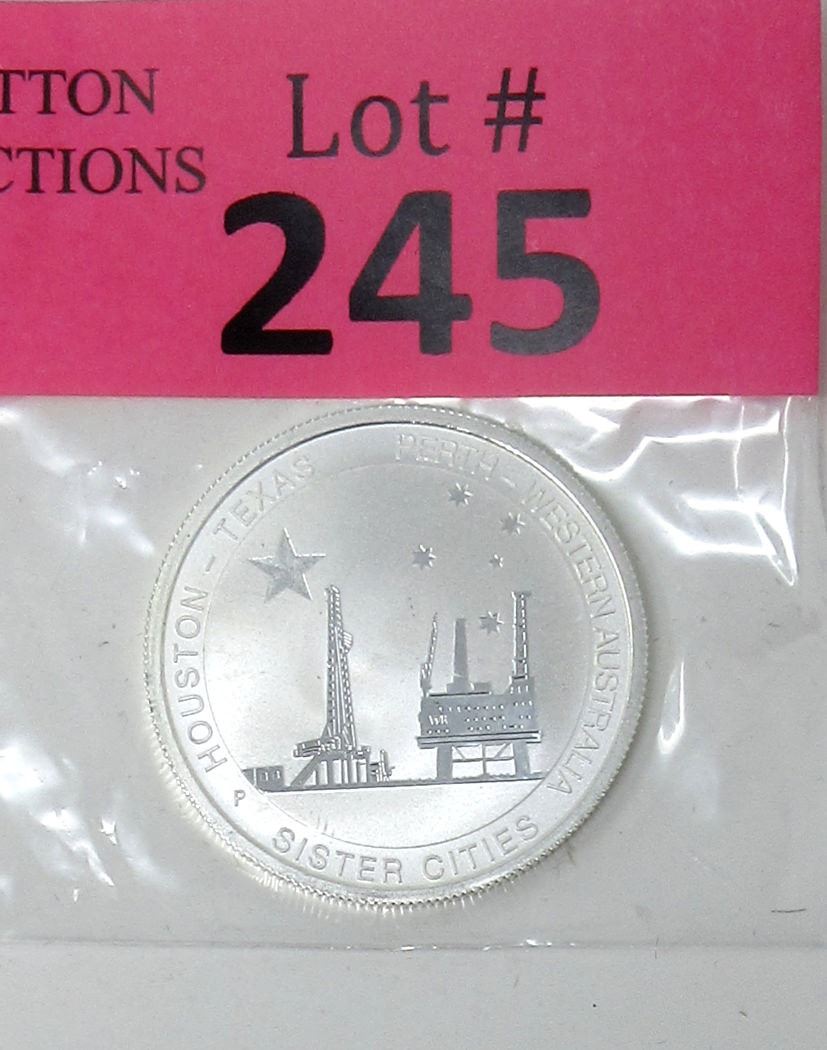 TTON
CTIONS
Lot #
245
HOUSTON - TEXAS
PERTH - WESTERN AUSTRALIA
P
SISTER CITIES